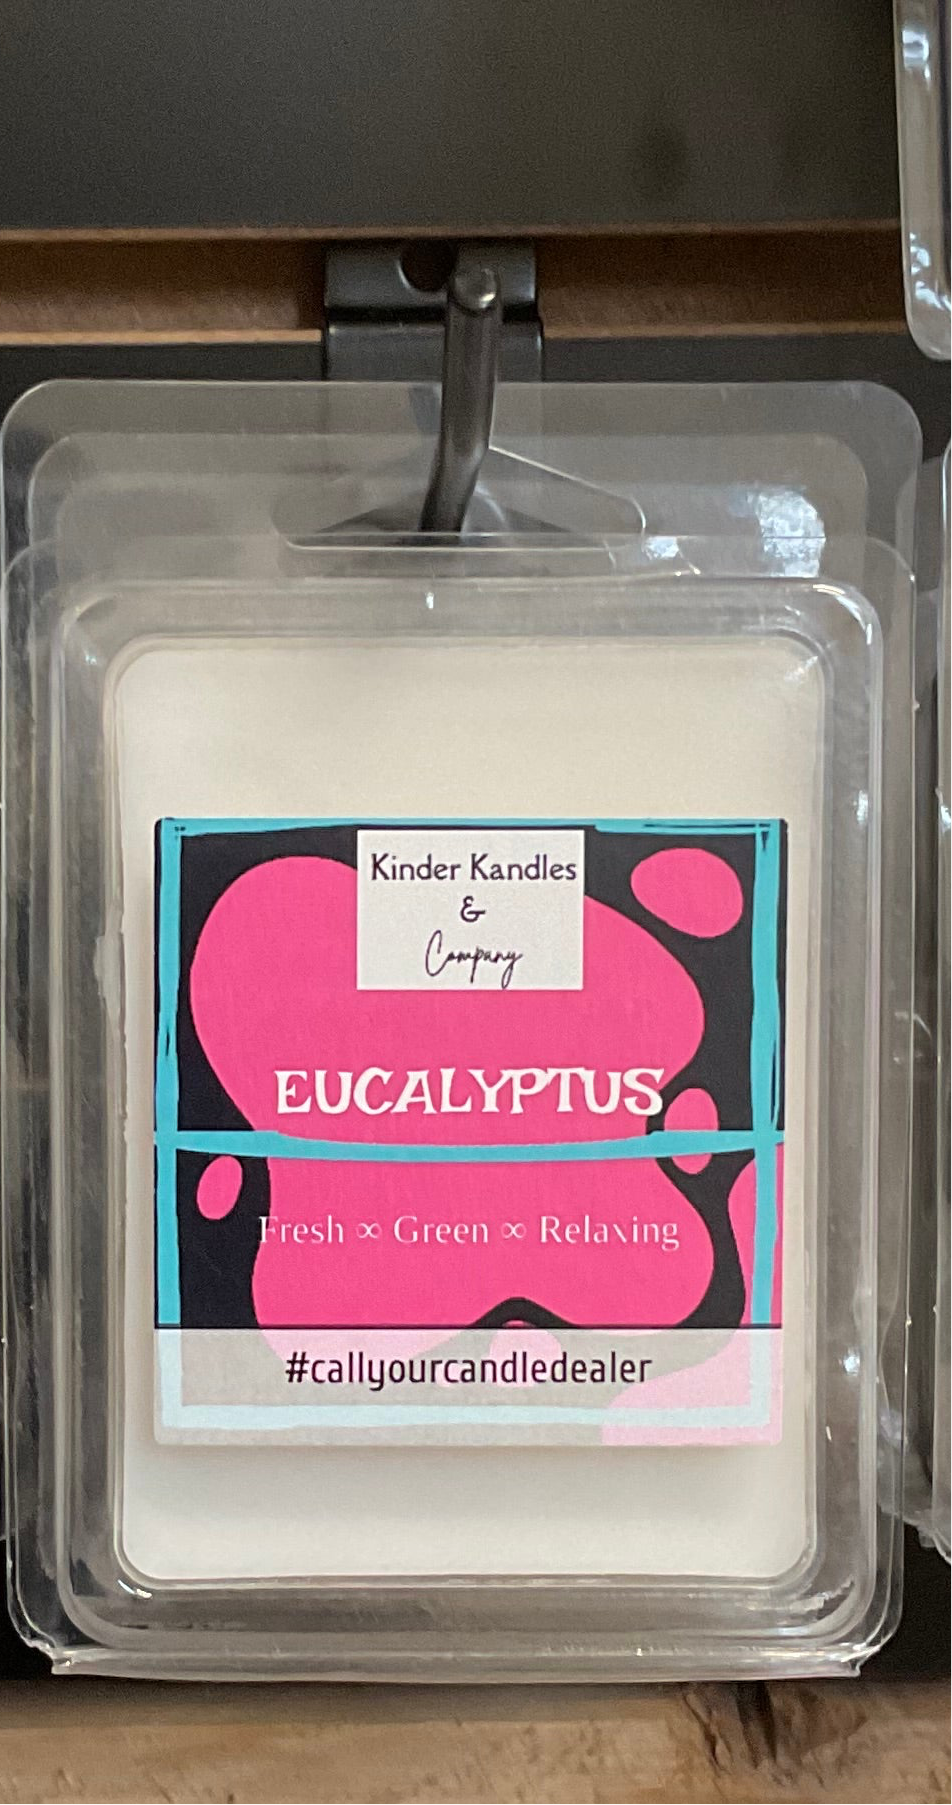 Kinder Kandles
&
Company
EUCALYPTUS
Fresh ∞ Green ∞ Relaxing
#callyourcandledealer